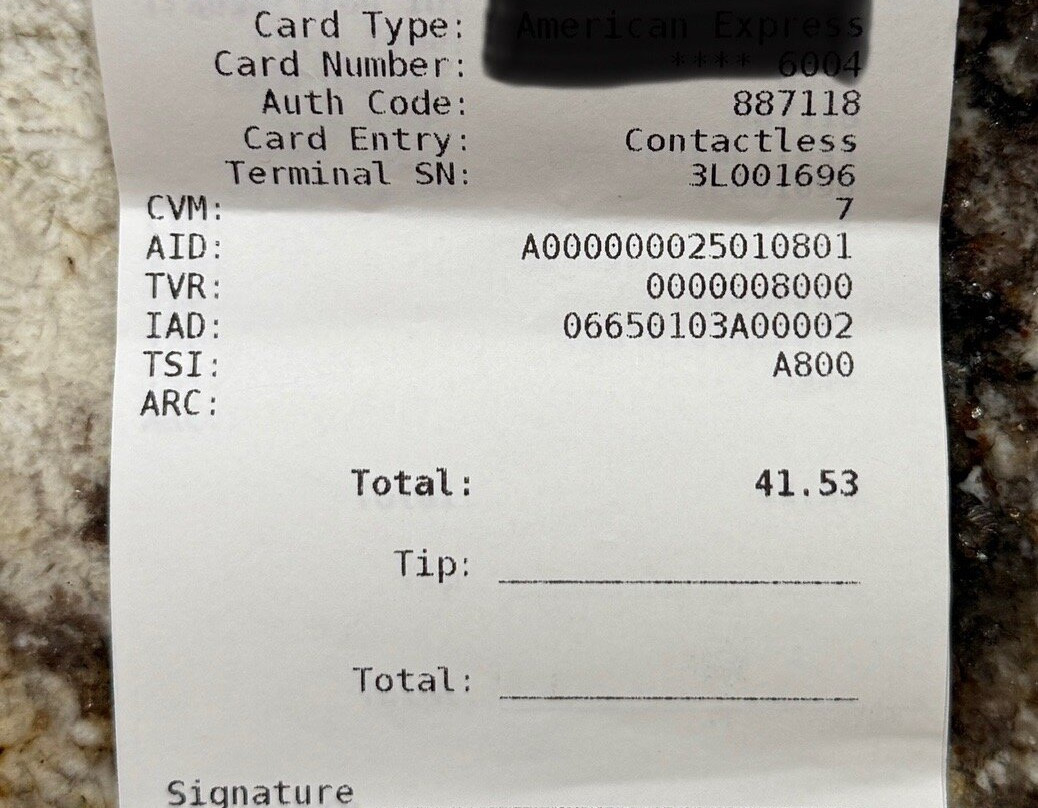 Card Type: American Express
Card Number: **** 6004
Auth Code: 887118
Card Entry: Contactless
Terminal SN: 3L001696
CVM: 7
AID: A000000025010801
TVR: 0000008000
IAD: 06650103A00002
TSI: A800
ARC:
Total: 41.53
Tip:
Total:
Signature